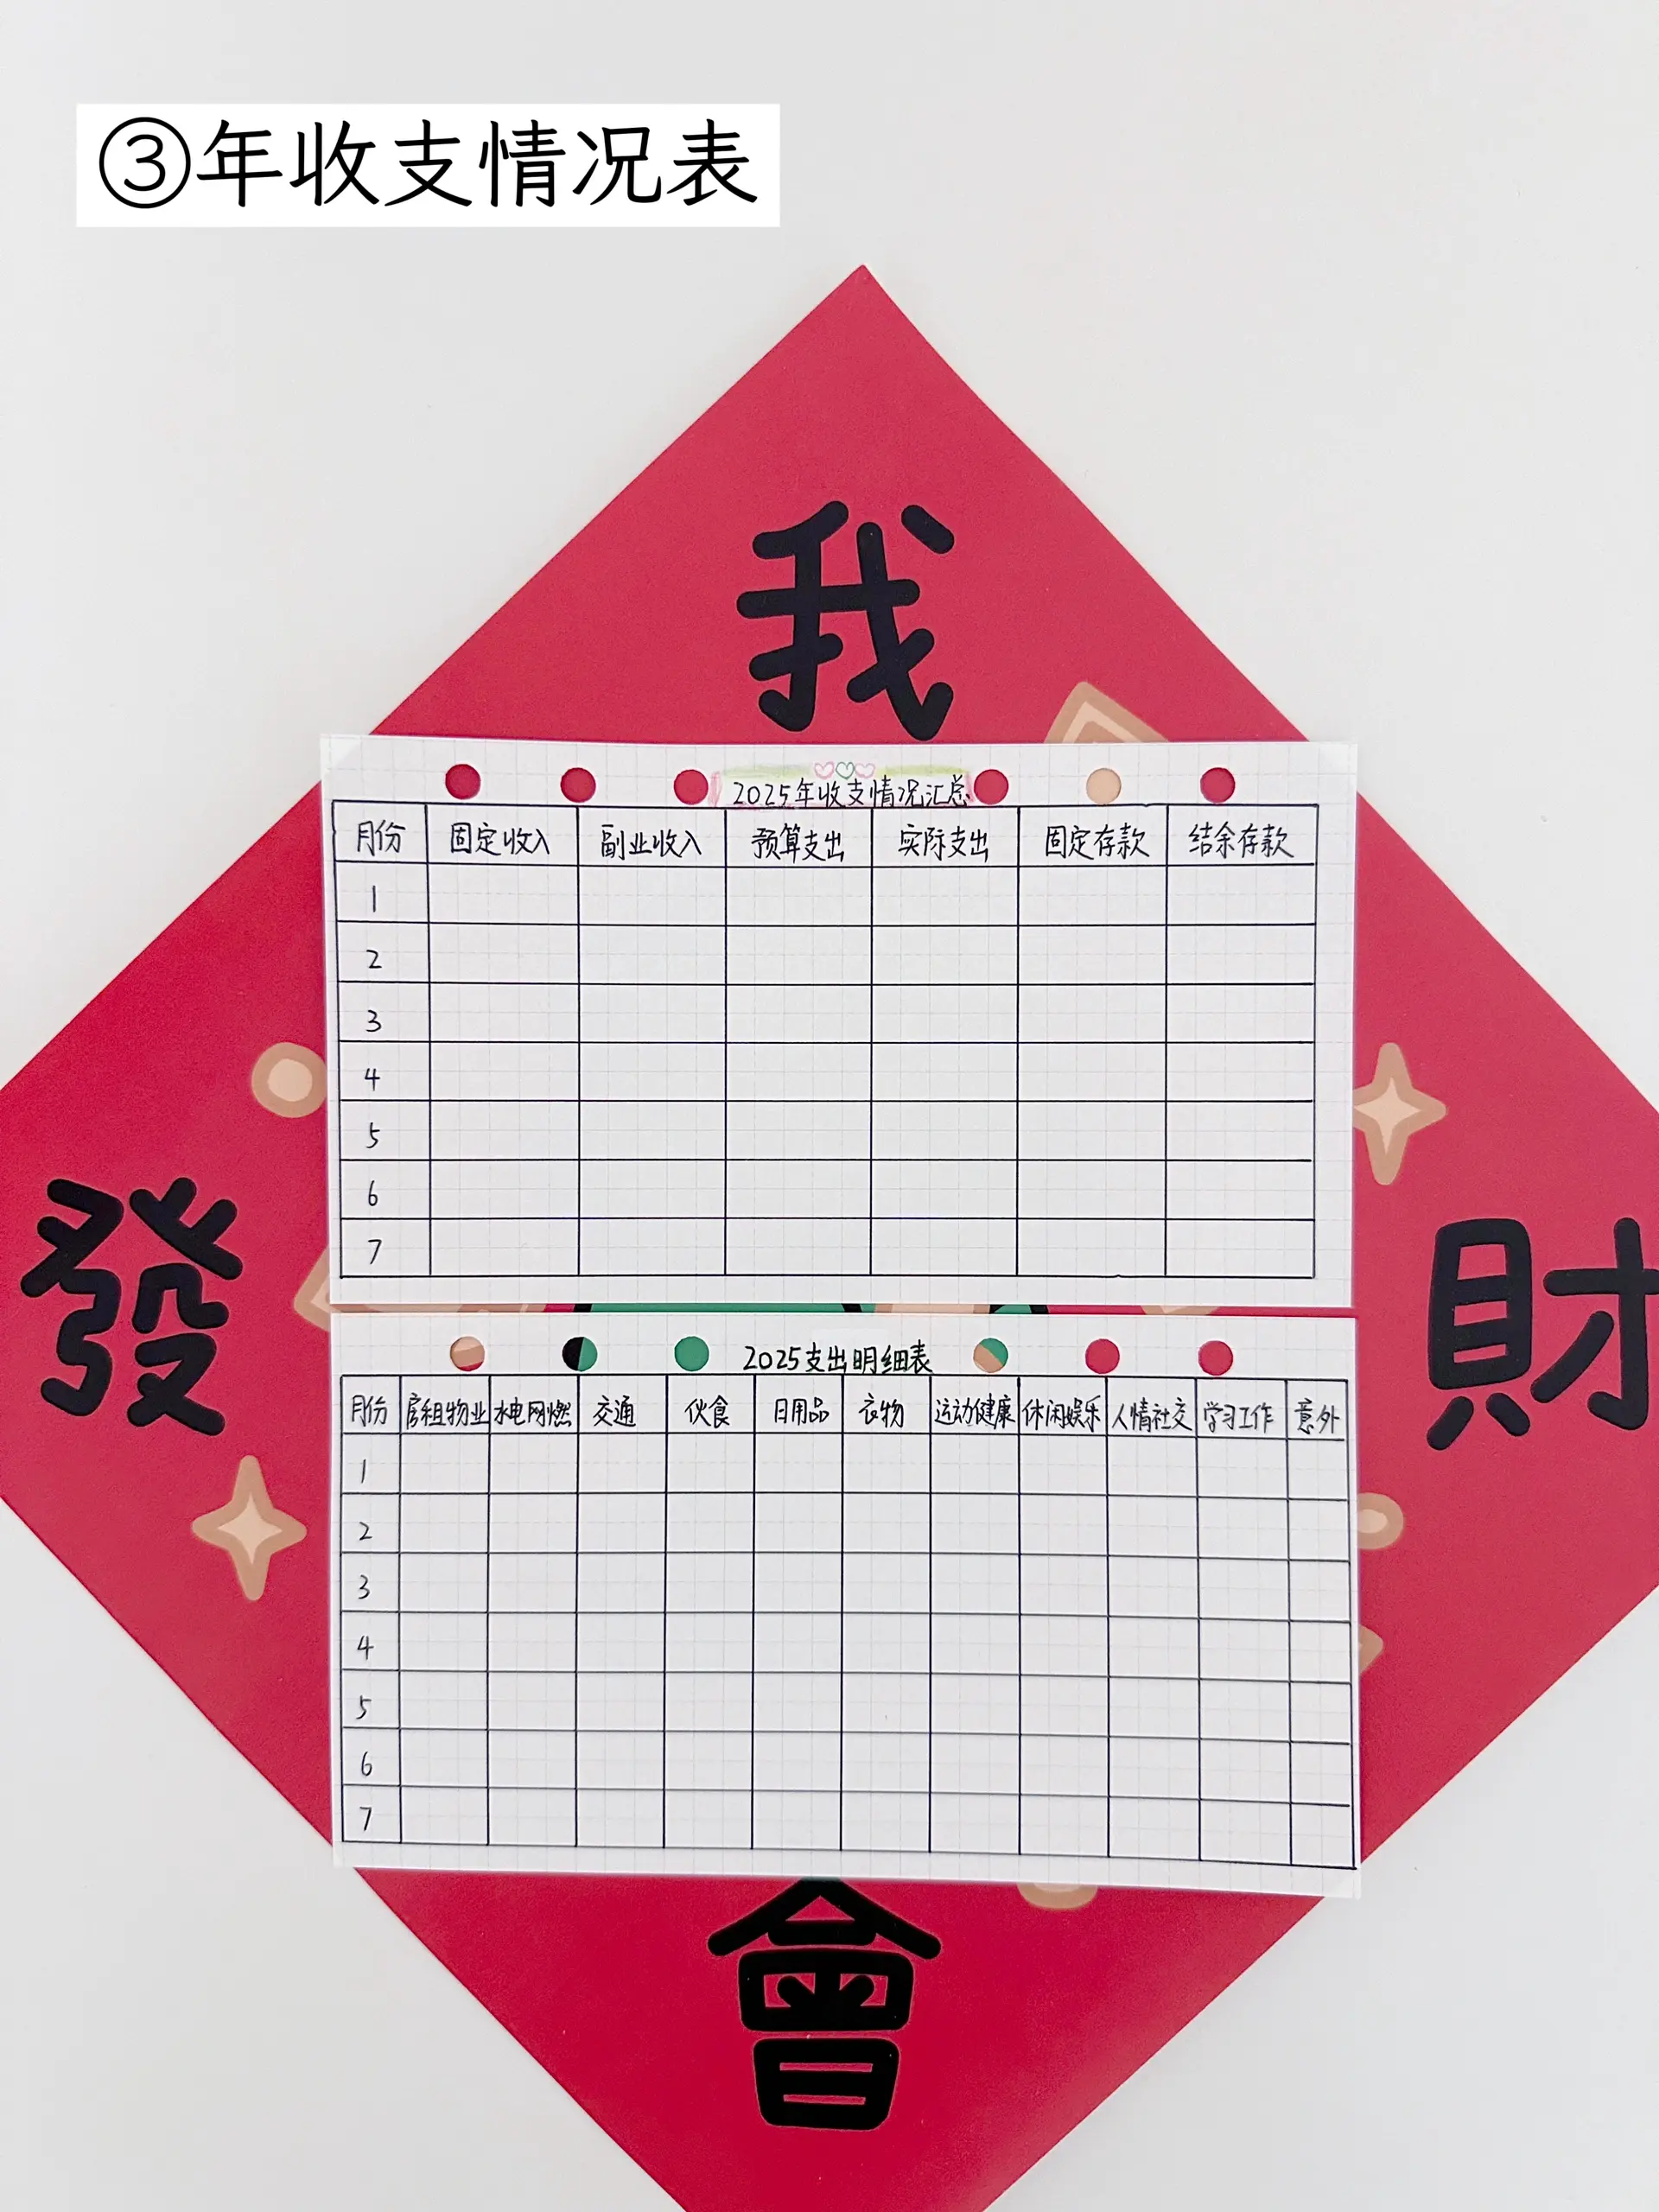 ③年收支情况表
我
2025年收支情况汇总
月份 固定收入 副业收入 预算支出 实际支出 固定存款 结余存款
1
2
3
4
5
6
7
發
財
2025支出明细表
月份 房租物业 水电网燃 交通 伙食 日用品 衣物 运动健康 休闲娱乐 人情社交 学习工作 意外
1
2
3
4
5
6
7
會